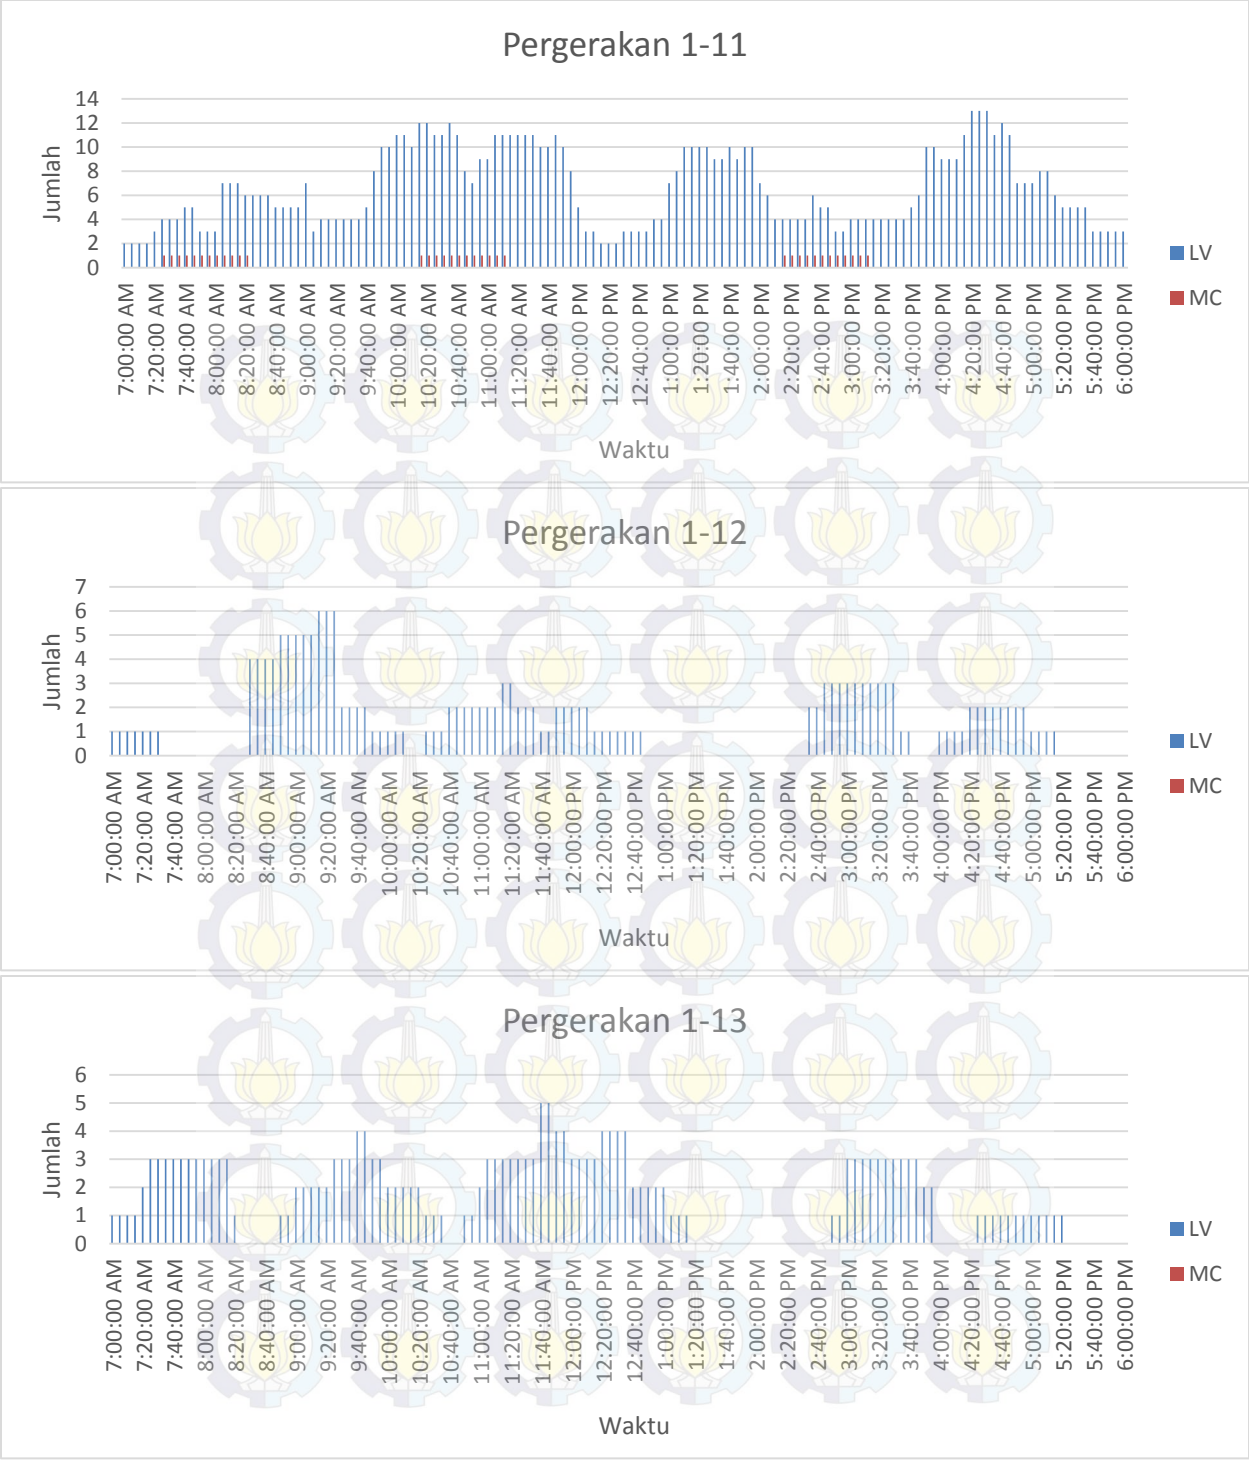 Pergerakan 1-11
14
12
10
8
6
4
2
0
Jumlah
7:00:00 AM
7:20:00 AM
7:40:00 AM
8:00:00 AM
8:20:00 AM
8:40:00 AM
9:00:00 AM
9:20:00 AM
9:40:00 AM
10:00:00 AM
10:20:00 AM
10:40:00 AM
11:00:00 AM
11:20:00 AM
11:40:00 AM
12:00:00 PM
12:20:00 PM
12:40:00 PM
1:00:00 PM
1:20:00 PM
1:40:00 PM
2:00:00 PM
2:20:00 PM
2:40:00 PM
3:00:00 PM
3:20:00 PM
3:40:00 PM
4:00:00 PM
4:20:00 PM
4:40:00 PM
5:00:00 PM
5:20:00 PM
5:40:00 PM
6:00:00 PM
Waktu
LV
MC
Pergerakan 1-12
7
6
5
4
3
2
1
0
Jumlah
7:00:00 AM
7:20:00 AM
7:40:00 AM
8:00:00 AM
8:20:00 AM
8:40:00 AM
9:00:00 AM
9:20:00 AM
9:40:00 AM
10:00:00 AM
10:20:00 AM
10:40:00 AM
11:00:00 AM
11:20:00 AM
11:40:00 AM
12:00:00 PM
12:20:00 PM
12:40:00 PM
1:00:00 PM
1:20:00 PM
1:40:00 PM
2:00:00 PM
2:20:00 PM
2:40:00 PM
3:00:00 PM
3:20:00 PM
3:40:00 PM
4:00:00 PM
4:20:00 PM
4:40:00 PM
5:00:00 PM
5:20:00 PM
5:40:00 PM
6:00:00 PM
Waktu
LV
MC
Pergerakan 1-13
6
5
4
3
2
1
0
Jumlah
7:00:00 AM
7:20:00 AM
7:40:00 AM
8:00:00 AM
8:20:00 AM
8:40:00 AM
9:00:00 AM
9:20:00 AM
9:40:00 AM
10:00:00 AM
10:20:00 AM
10:40:00 AM
11:00:00 AM
11:20:00 AM
11:40:00 AM
12:00:00 PM
12:20:00 PM
12:40:00 PM
1:00:00 PM
1:20:00 PM
1:40:00 PM
2:00:00 PM
2:20:00 PM
2:40:00 PM
3:00:00 PM
3:20:00 PM
3:40:00 PM
4:00:00 PM
4:20:00 PM
4:40:00 PM
5:00:00 PM
5:20:00 PM
5:40:00 PM
6:00:00 PM
Waktu
LV
MC